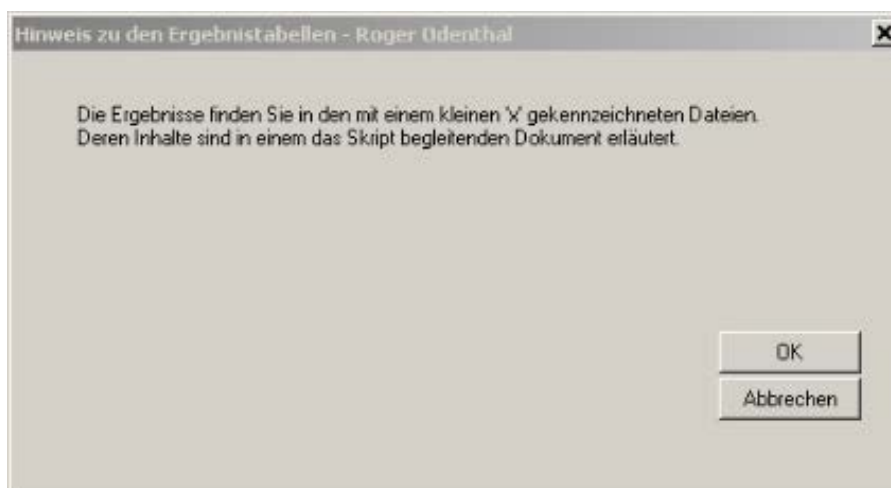 Hinweis zu den Ergebnistabellen - Roger Odenthal
Die Ergebnisse finden Sie in den mit einem kleinen 'x' gekennzeichneten Dateien.
Deren Inhalte sind in einem das Skript begleitenden Dokument erläutert.
OK
Abbrechen